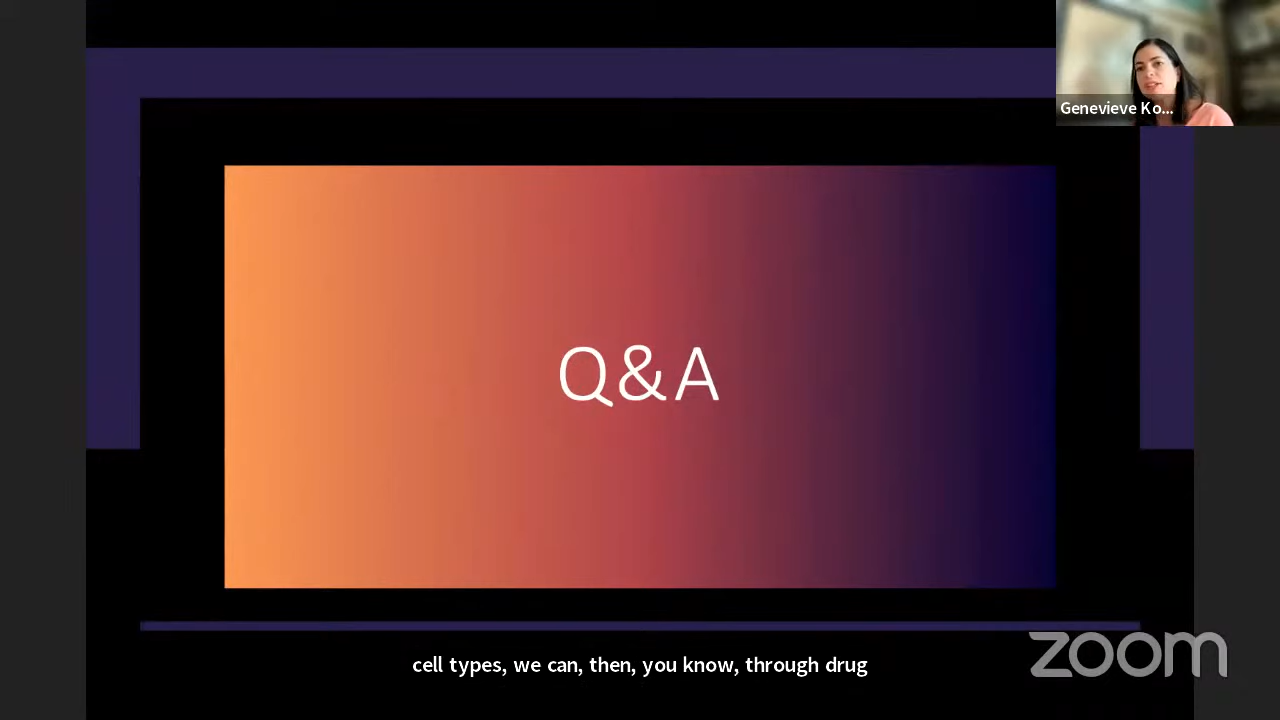 Genevieve Ko...
Q&A
cell types, we can, then, you know, through drug
zoom